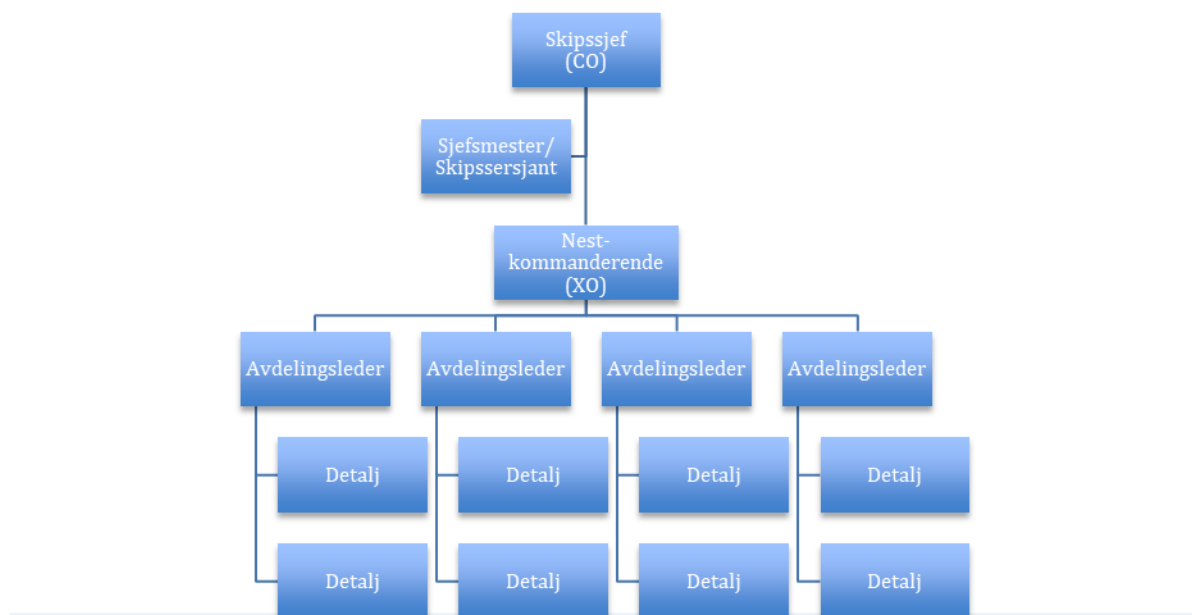 Skipssjef
(CO)
Sjefsmester/
Skipssersjant
Nest-
kommanderende
(XO)
Avdelingsleder
Avdelingsleder
Avdelingsleder
Avdelingsleder
Detalj
Detalj
Detalj
Detalj
Detalj
Detalj
Detalj
Detalj